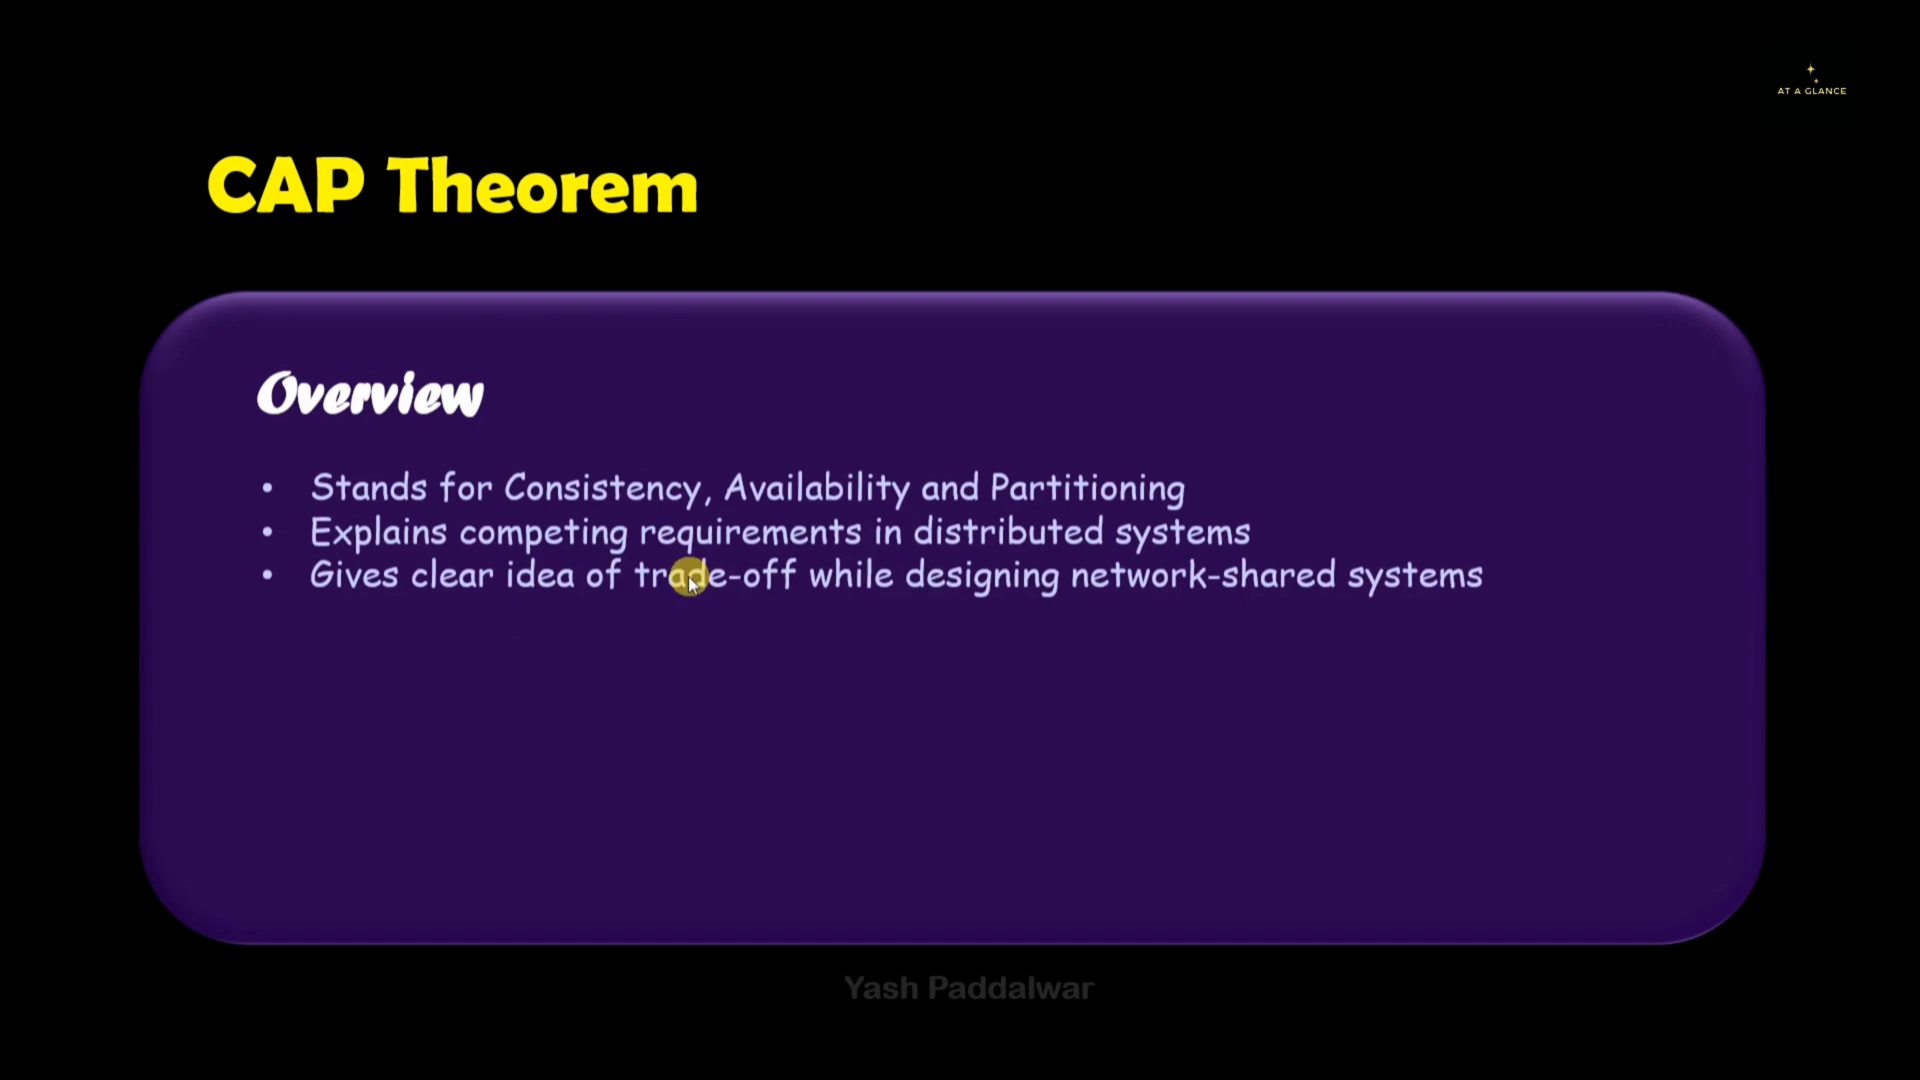 AT A GLANCE
CAP Theorem
Overview
• Stands for Consistency, Availability and Partitioning
• Explains competing requirements in distributed systems
• Gives clear idea of trade-off while designing network-shared systems
Yash Paddalwar